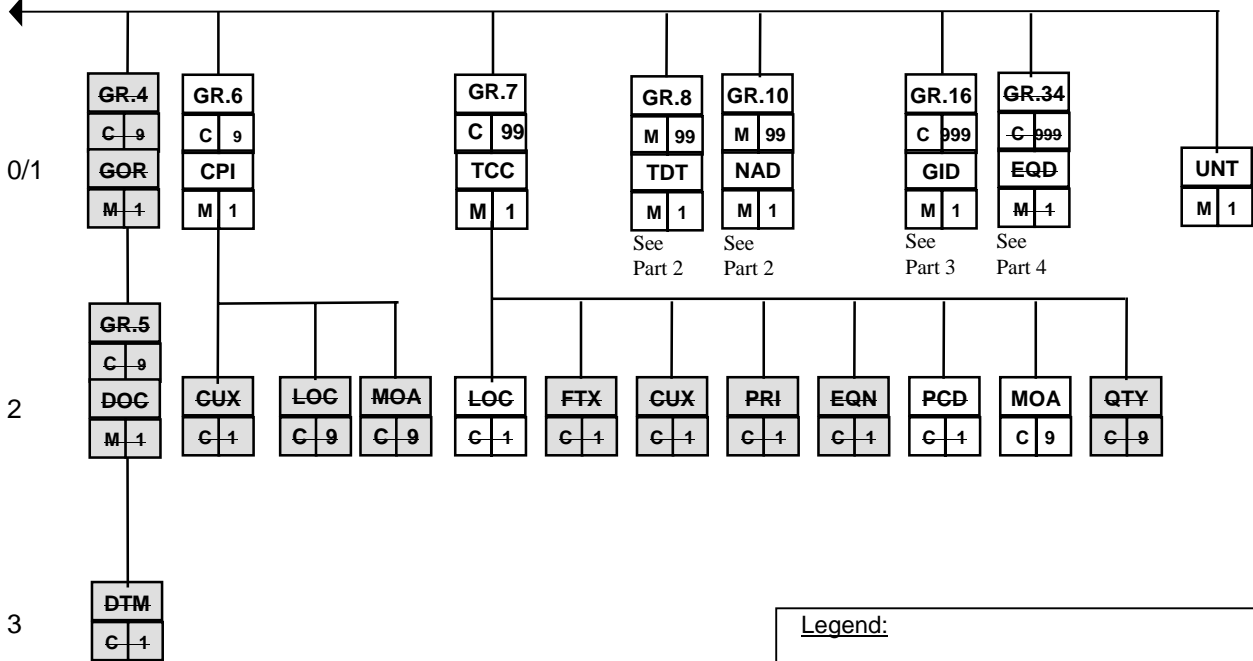 GR.4 GR.6 GR.7 GR.8 GR.10 GR.16 GR.34
C 9 C 9 C 99 M 99 M 99 C 999 C 999
0/1 GOR CPI TCC TDT NAD GID EQD UNT
M 1 M 1 M 1 M 1 M 1 M 1 M 1 M 1
See See See See
Part 2 Part 2 Part 3 Part 4
GR.5
C 9
2 DOC CUX LOC MOA LOC FTX CUX PRI EQN PCD MOA QTY
M 1 C 1 C 9 C 9 C 1 C 1 C 1 C 1 C 1 C 1 C 9 C 9
DTM
3 C 1
Legend: